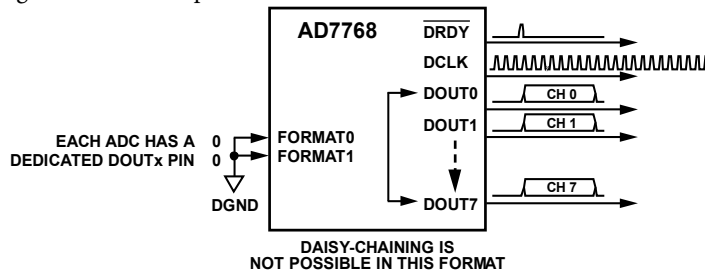 AD7768
DRDY
DCLK
DOUT0
CH 0
DOUT1
CH 1
EACH ADC HAS A 0
FORMAT0
DEDICATED DOUTx PIN 0
FORMAT1
DGND
DOUT7
CH 7
DAISY-CHAINING IS
NOT POSSIBLE IN THIS FORMAT